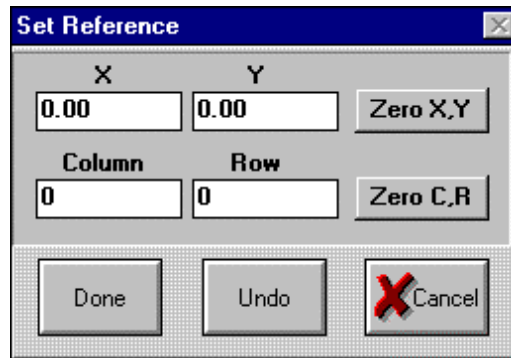 Set Reference
X Y
0.00 0.00 Zero X,Y
Column Row
0 0 Zero C,R
Done Undo Cancel